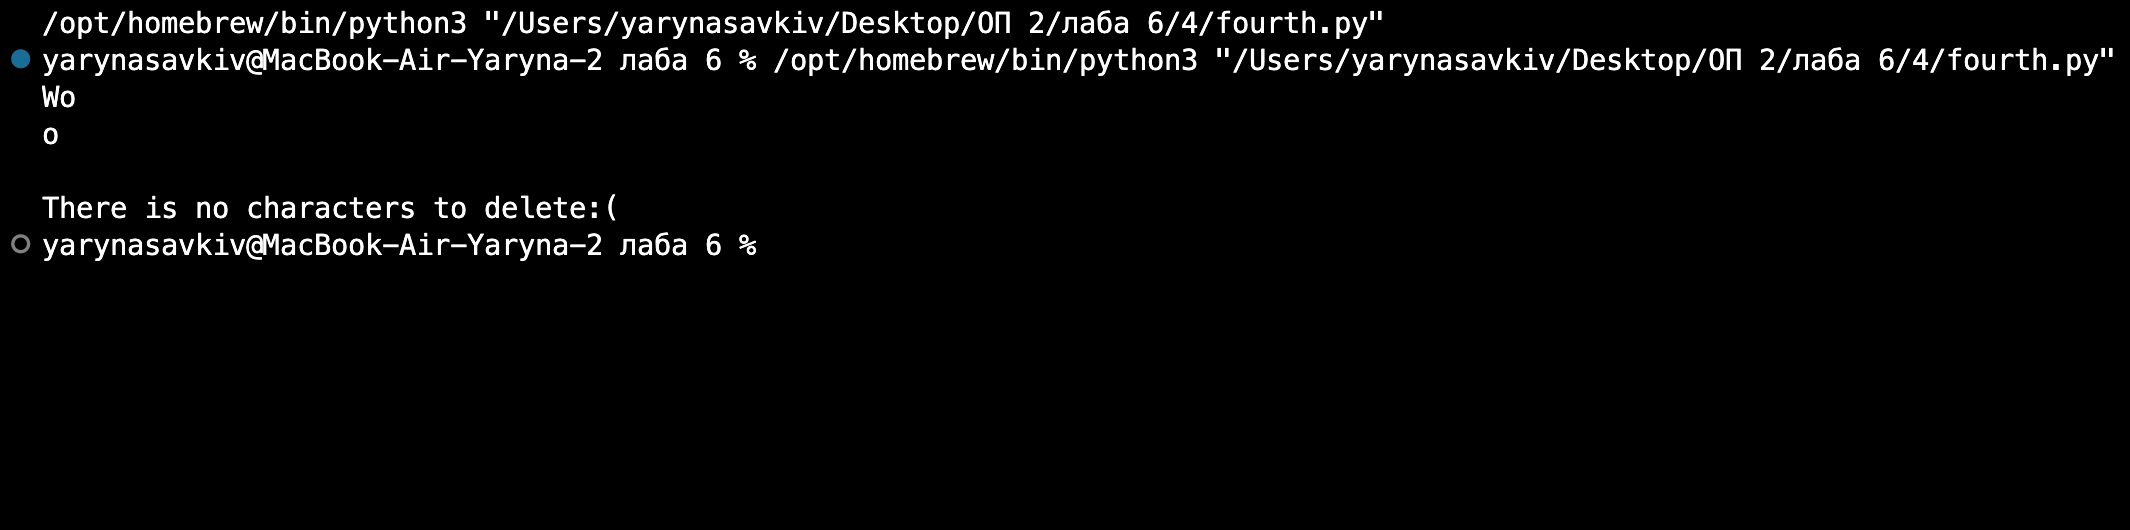 /opt/homebrew/bin/python3 "/Users/yarynasavkiv/Desktop/ОП 2/лаба 6/4/fourth.py"
yarynasavkiv@MacBook-Air-Yaryna-2 лаба 6 % /opt/homebrew/bin/python3 "/Users/yarynasavkiv/Desktop/ОП 2/лаба 6/4/fourth.py"
Wo
o
There is no characters to delete:(
yarynasavkiv@MacBook-Air-Yaryna-2 лаба 6 %